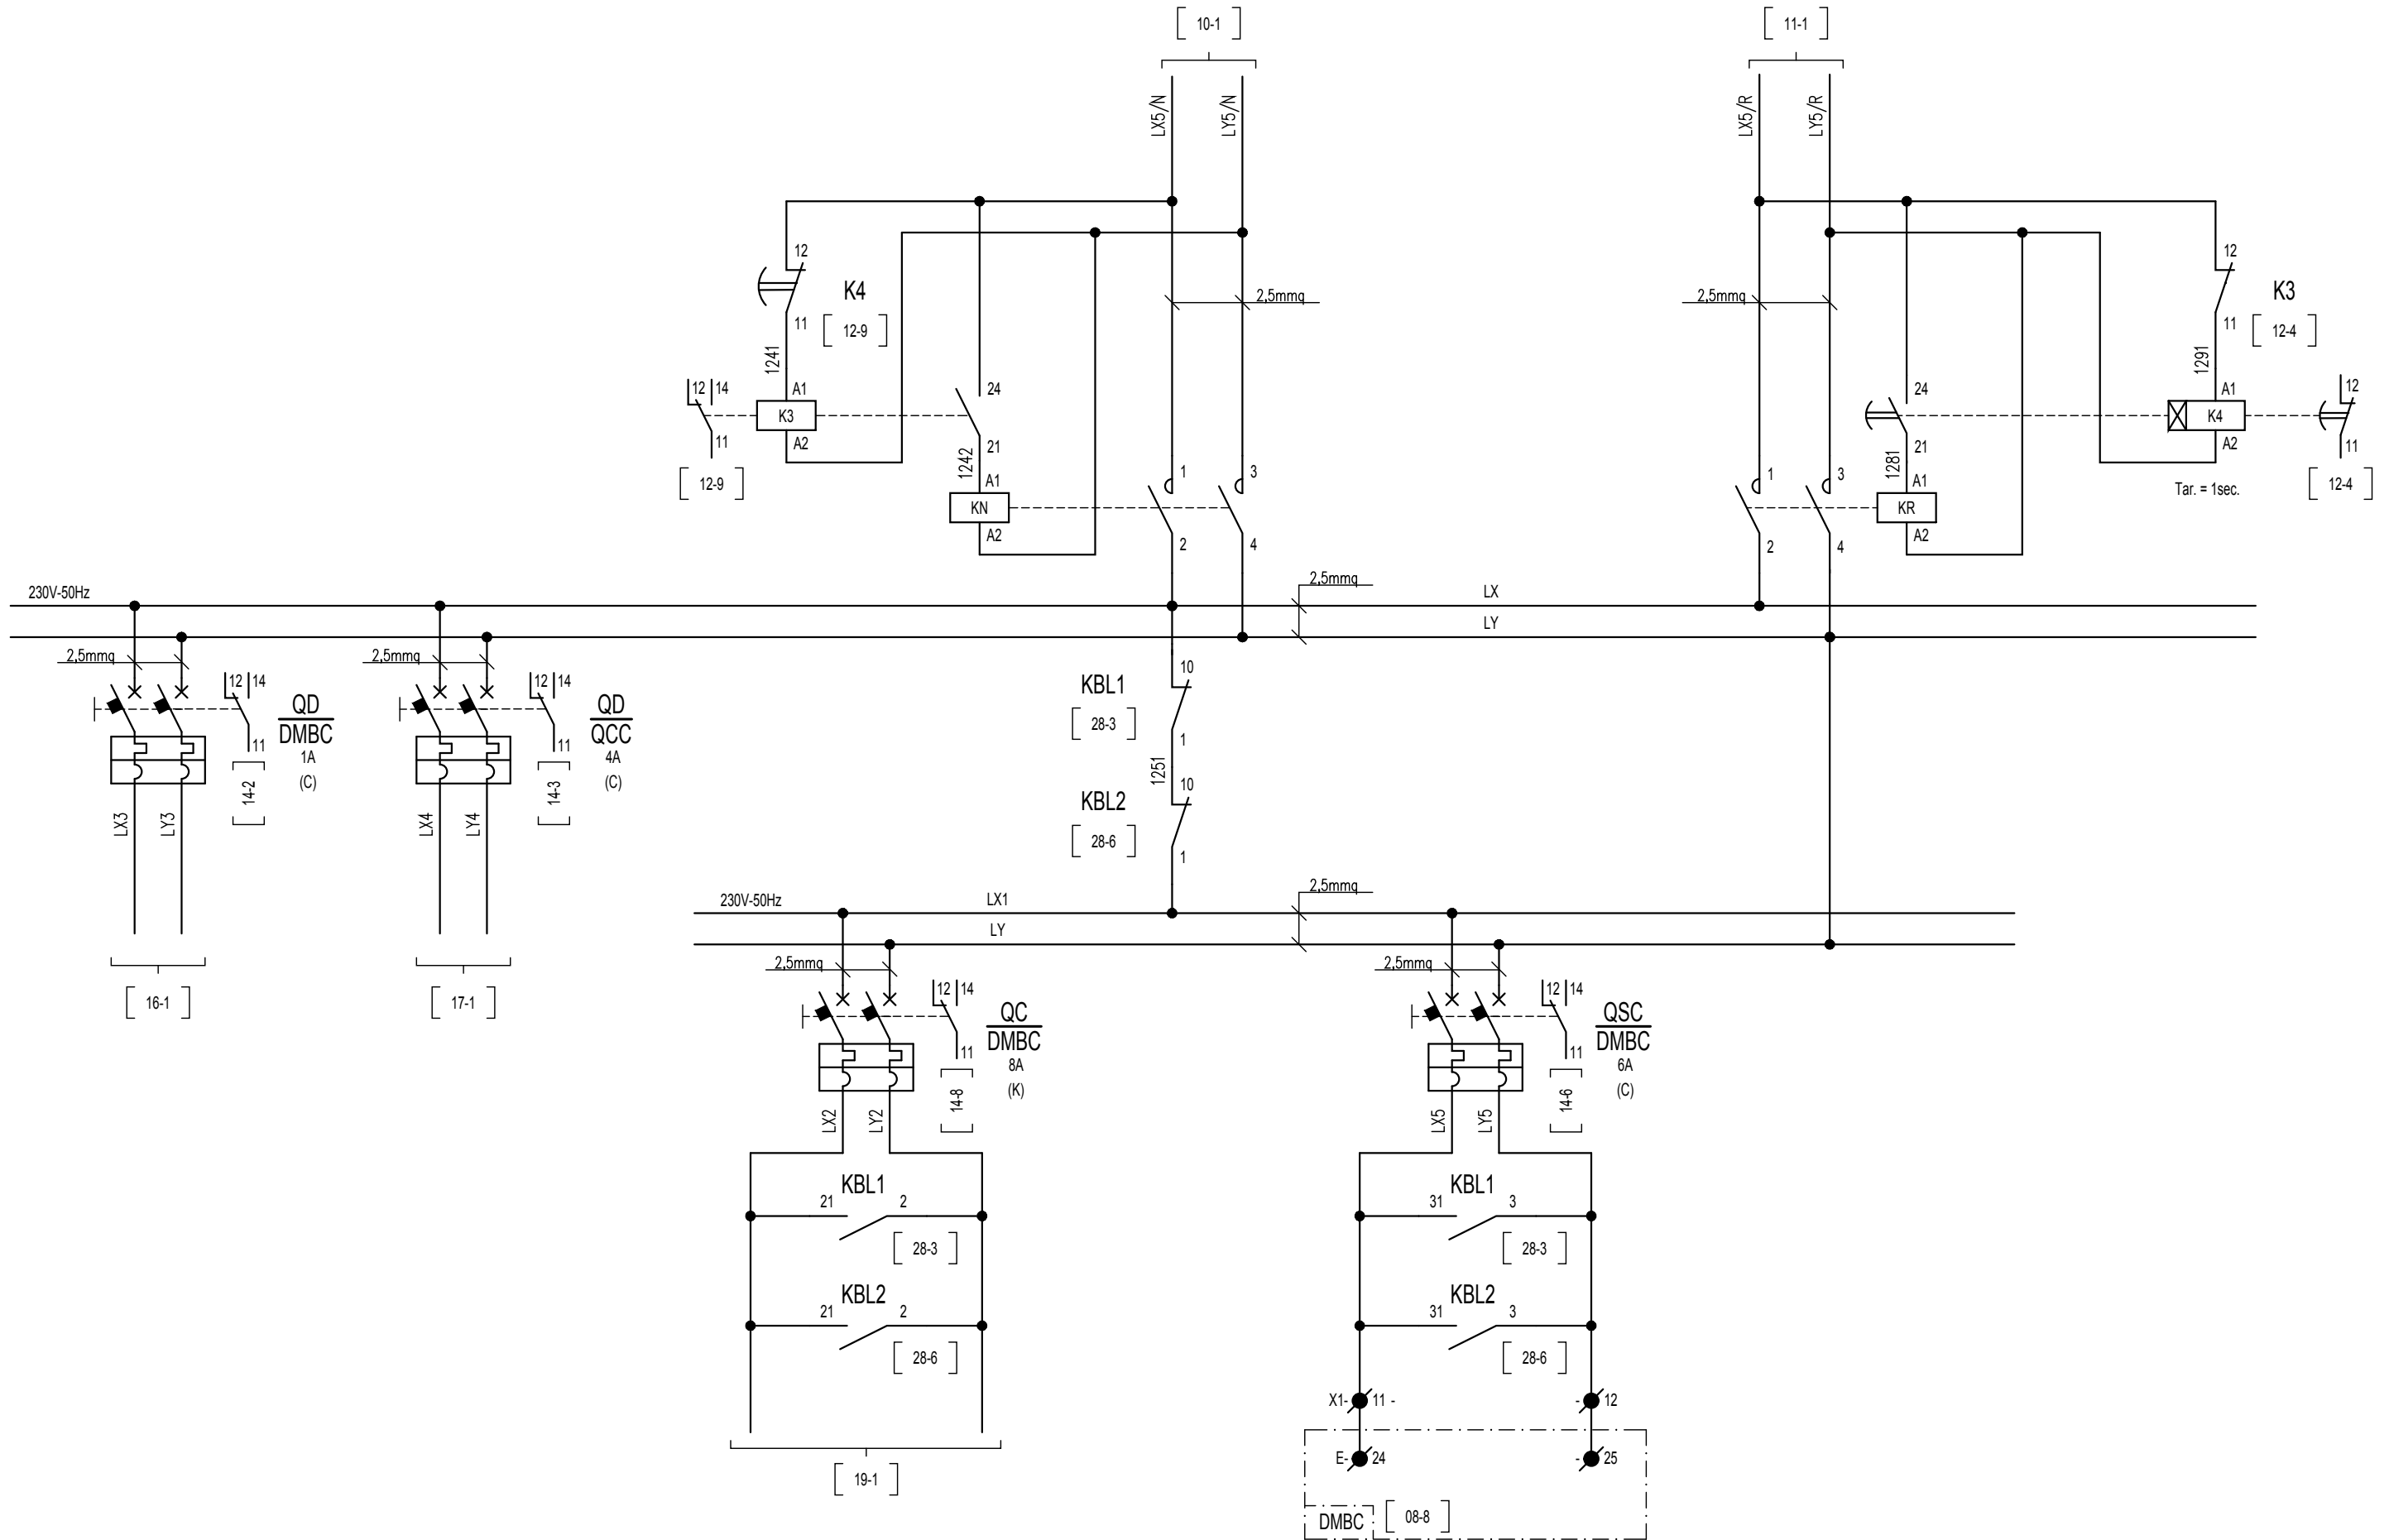 10-1
11-1
LX5/N
LY5/N
LX5/R
LY5/R
12
K4
11
12-9
1241
2,5mmq
2,5mmq
12
K3
11
12-4
1291
12 14
11
12-9
A1
K3
A2
24
21
1242
A1
KN
A2
1
2
3
4
1
2
3
4
24
21
1281
A1
KR
A2
A1
K4
A2
Tar. = 1sec.
12
11
12-4
230V-50Hz
2,5mmq
LX
LY
2,5mmq
12 14
11
QD
DMBC
1A
(C)
14-2
LX3
LY3
16-1
2,5mmq
12 14
11
QD
QCC
4A
(C)
14-3
LX4
LY4
17-1
10
KBL1
28-3
1
1251
10
KBL2
28-6
1
230V-50Hz
LX1
2,5mmq
LY
2,5mmq
12 14
11
QC
DMBC
8A
(K)
14-8
LX2
LY2
KBL1
21 2
28-3
KBL2
21 2
28-6
19-1
2,5mmq
12 14
11
QSC
DMBC
6A
(C)
14-6
LX5
LY5
KBL1
31 3
28-3
KBL2
31 3
28-6
X1- 11 - - 12
E- 24 - 25
DMBC 08-8